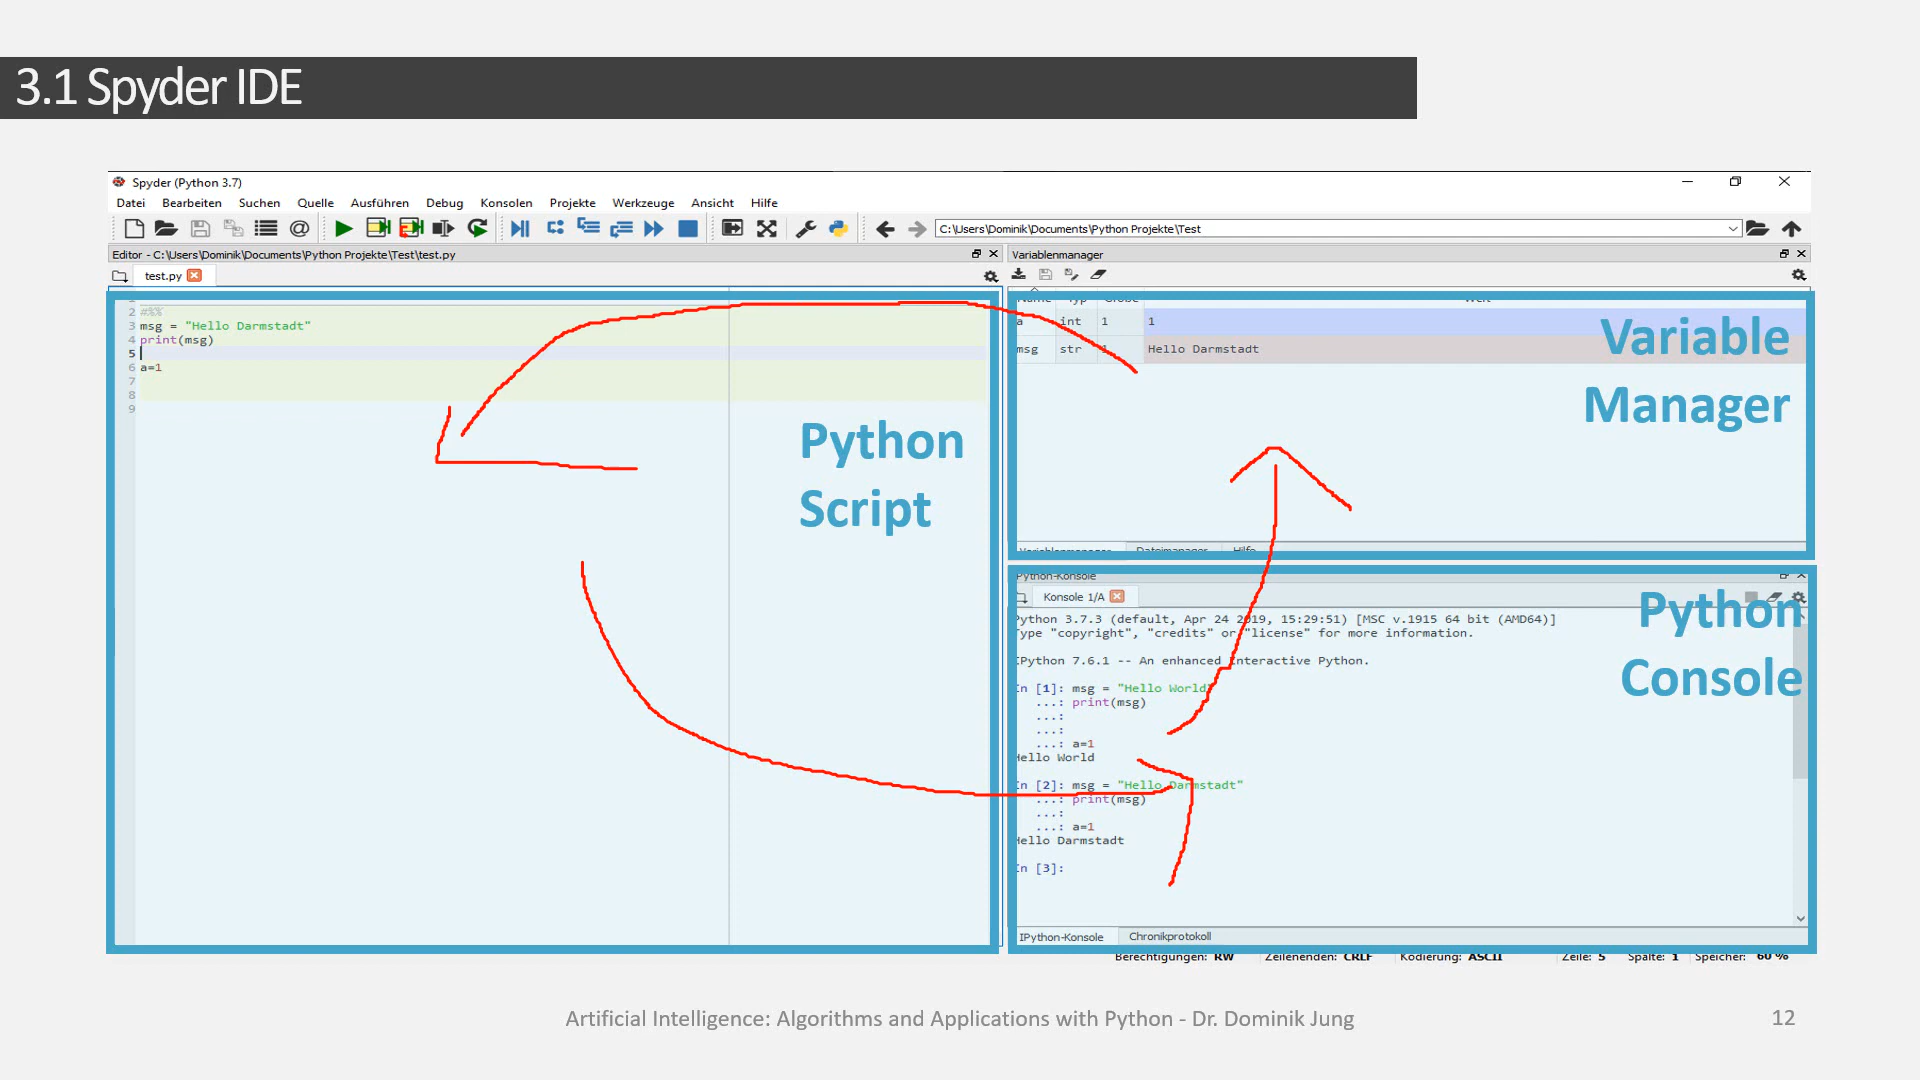 3.1 Spyder IDE
Spyder (Python 3.7)
Datei Bearbeiten Suchen Quelle Ausführen Debug Konsolen Projekte Werkzeuge Ansicht Hilfe
C:\Users\Dominik\Documents\Python Projekte\Test
Editor - C:\Users\Dominik\Documents\Python Projekte\Test\test.py
test.py
2 #%%
3 msg = "Hello Darmstadt"
4 print(msg)
5
6 a=1
7
8
9
Python
Script
Variablenmanager
a int 1 1
msg str 1 Hello Darmstadt
Variable
Manager
Variablenmanager Dateimanager Hilfe
Python-Konsole
Konsole 1/A
Python 3.7.3 (default, Apr 24 2019, 15:29:51) [MSC v.1915 64 bit (AMD64)]
Type "copyright", "credits" or "license" for more information.
IPython 7.6.1 -- An enhanced Interactive Python.
In [1]: msg = "Hello World"
...: print(msg)
...:
...:
...: a=1
Hello World
In [2]: msg = "Hello Darmstadt"
...: print(msg)
...:
...: a=1
Hello Darmstadt
In [3]:
Python
Console
IPython-Konsole Chronikprotokoll
Berechtigungen: RW Zeilenenden: CRLF Kodierung: ASCII Zeile: 5 Spalte: 1 Speicher: 60 %
Artificial Intelligence: Algorithms and Applications with Python - Dr. Dominik Jung
12